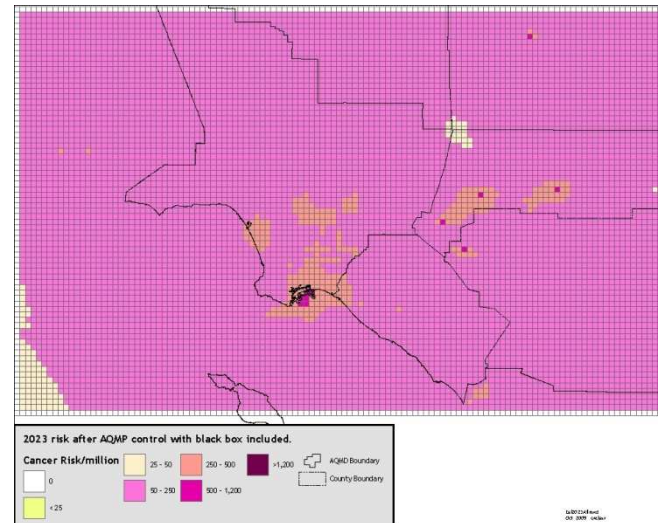 2023 risk after AQMP control with black box included.
Cancer Risk/million
0
< 25
25 - 50
50 - 250
250 - 500
500 - 1,200
>1,200
AQMD Boundary
County Boundary